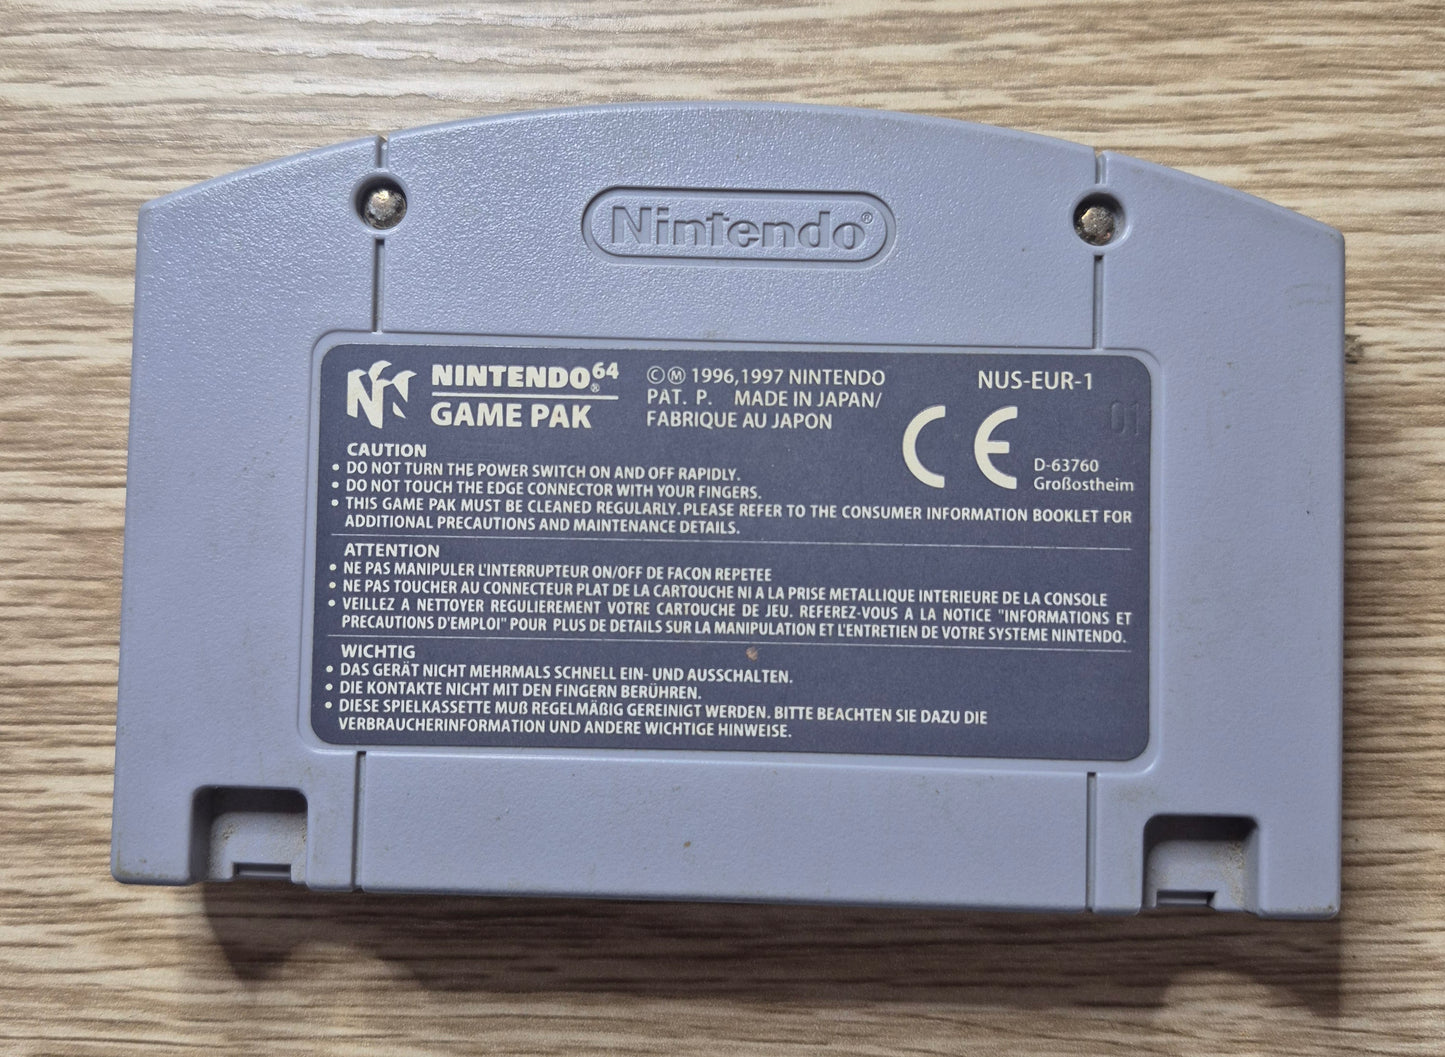 Nintendo®
NINTENDO64®
GAME PAK
©Ⓜ 1996,1997 NINTENDO
PAT. P. MADE IN JAPAN/
FABRIQUE AU JAPON
NUS-EUR-1
01
CE
D-63760
Großostheim
CAUTION
• DO NOT TURN THE POWER SWITCH ON AND OFF RAPIDLY.
• DO NOT TOUCH THE EDGE CONNECTOR WITH YOUR FINGERS.
• THIS GAME PAK MUST BE CLEANED REGULARLY. PLEASE REFER TO THE CONSUMER INFORMATION BOOKLET FOR
ADDITIONAL PRECAUTIONS AND MAINTENANCE DETAILS.
ATTENTION
• NE PAS MANIPULER L'INTERRUPTEUR ON/OFF DE FACON REPETEE
• NE PAS TOUCHER AU CONNECTEUR PLAT DE LA CARTOUCHE NI A LA PRISE METALLIQUE INTERIEURE DE LA CONSOLE
• VEILLEZ A NETTOYER REGULIEREMENT VOTRE CARTOUCHE DE JEU. REFEREZ-VOUS A LA NOTICE "INFORMATIONS ET
PRECAUTIONS D'EMPLOI" POUR PLUS DE DETAILS SUR LA MANIPULATION ET L'ENTRETIEN DE VOTRE SYSTEME NINTENDO.
WICHTIG
• DAS GERÄT NICHT MEHRMALS SCHNELL EIN- UND AUSSCHALTEN.
• DIE KONTAKTE NICHT MIT DEN FINGERN BERÜHREN.
• DIESE SPIELKASSETTE MUß REGELMÄßIG GEREINIGT WERDEN. BITTE BEACHTEN SIE DAZU DIE
VERBRAUCHERINFORMATION UND ANDERE WICHTIGE HINWEISE.